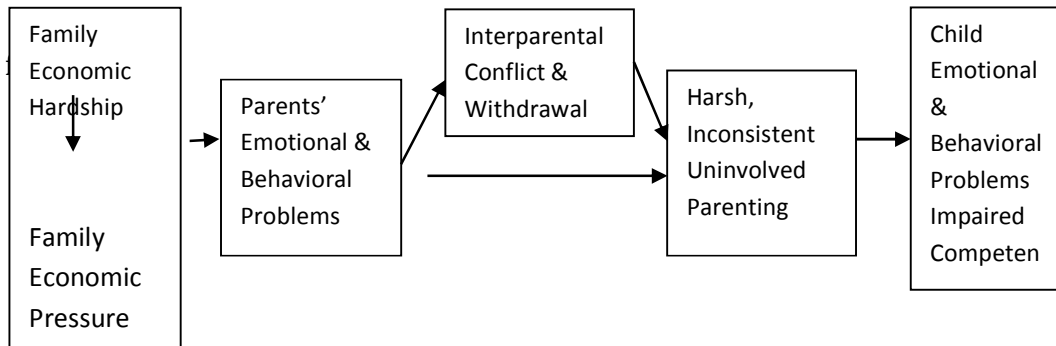 Family
Economic
Hardship
Family
Economic
Pressure
Parents’
Emotional &
Behavioral
Problems
Interparental
Conflict &
Withdrawal
Harsh,
Inconsistent
Uninvolved
Parenting
Child
Emotional
&
Behavioral
Problems
Impaired
Competen